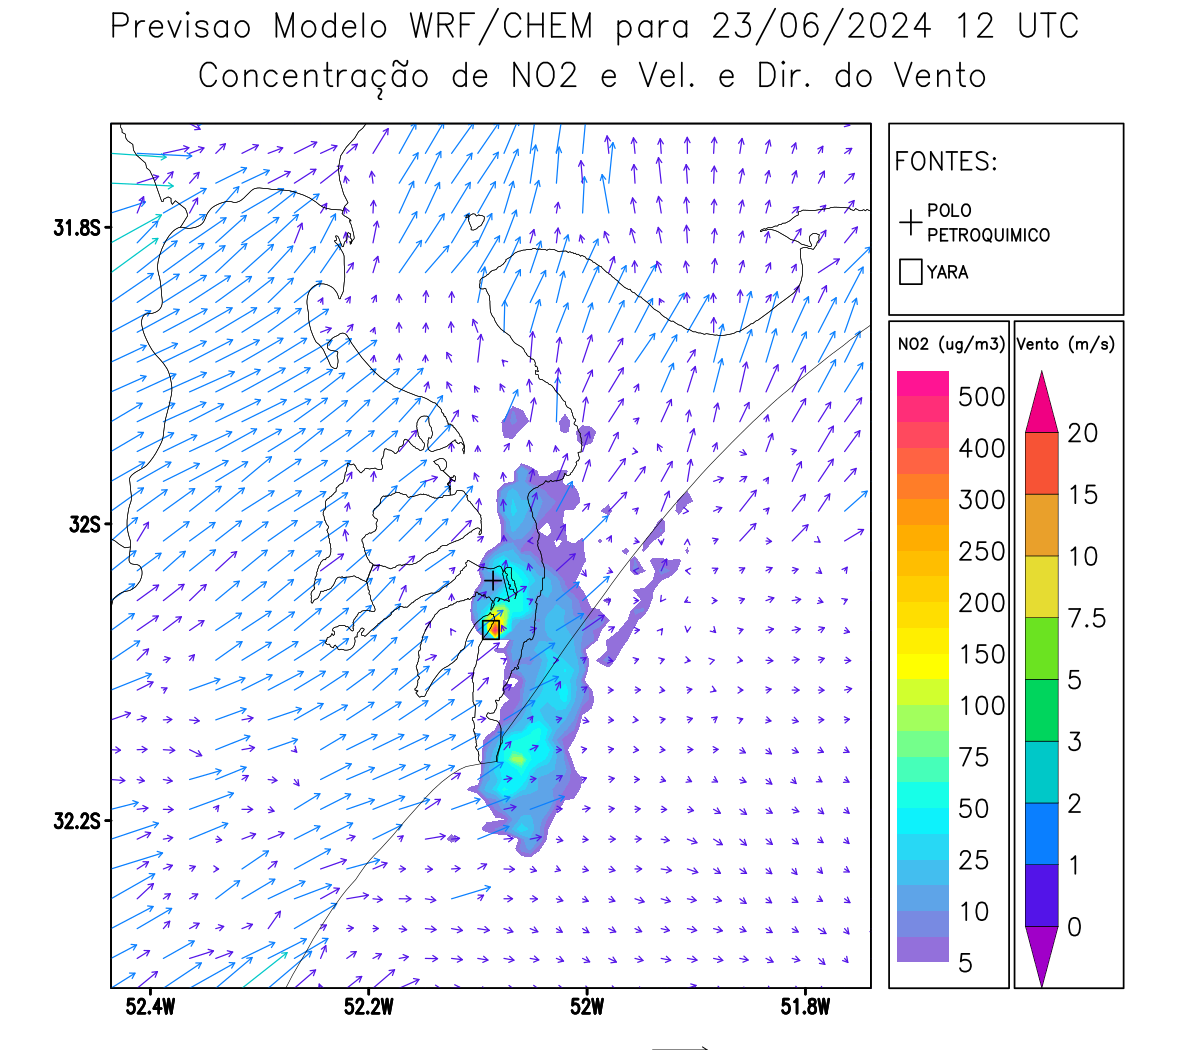 Previsao Modelo WRF/CHEM para 23/06/2024 12 UTC
Concentração de NO2 e Vel. e Dir. do Vento
FONTES:
POLO
PETROQUIMICO
YARA
NO2 (ug/m3)
500
400
300
250
200
150
100
75
50
25
10
5
Vento (m/s)
20
15
10
7.5
5
3
2
1
0
31.8S
32S
32.2S
52.4W
52.2W
52W
51.8W